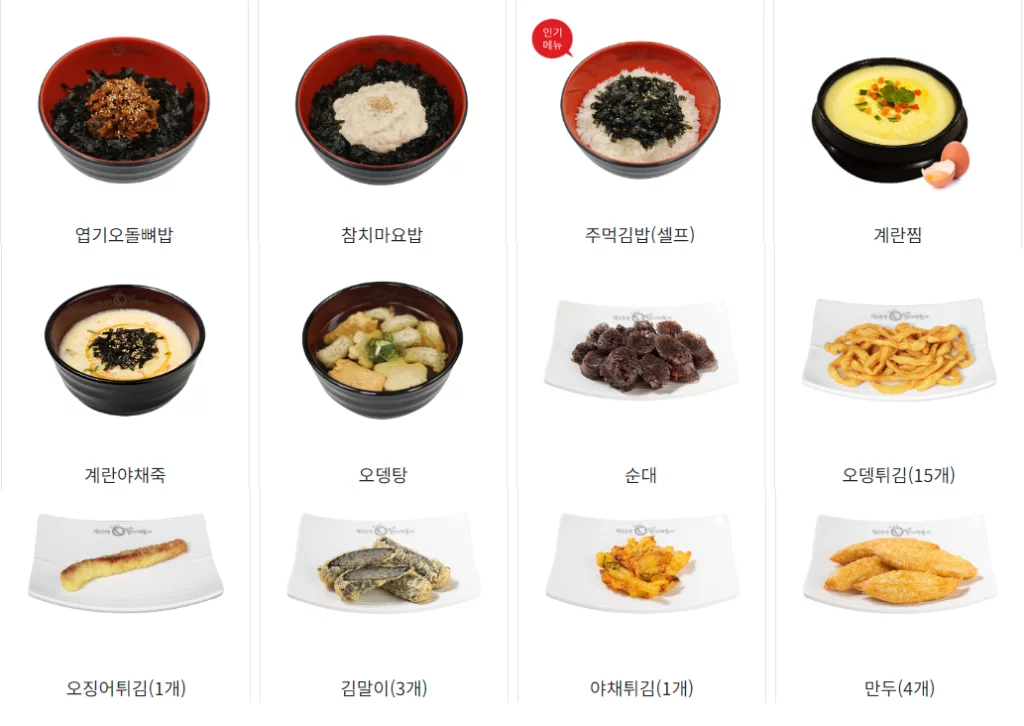 인기
메뉴
엽기오돌뼈밥
참치마요밥
주먹김밥(셀프)
계란찜
계란야채죽
오뎅탕
순대
오뎅튀김(15개)
오징어튀김(1개)
김말이(3개)
야채튀김(1개)
만두(4개)